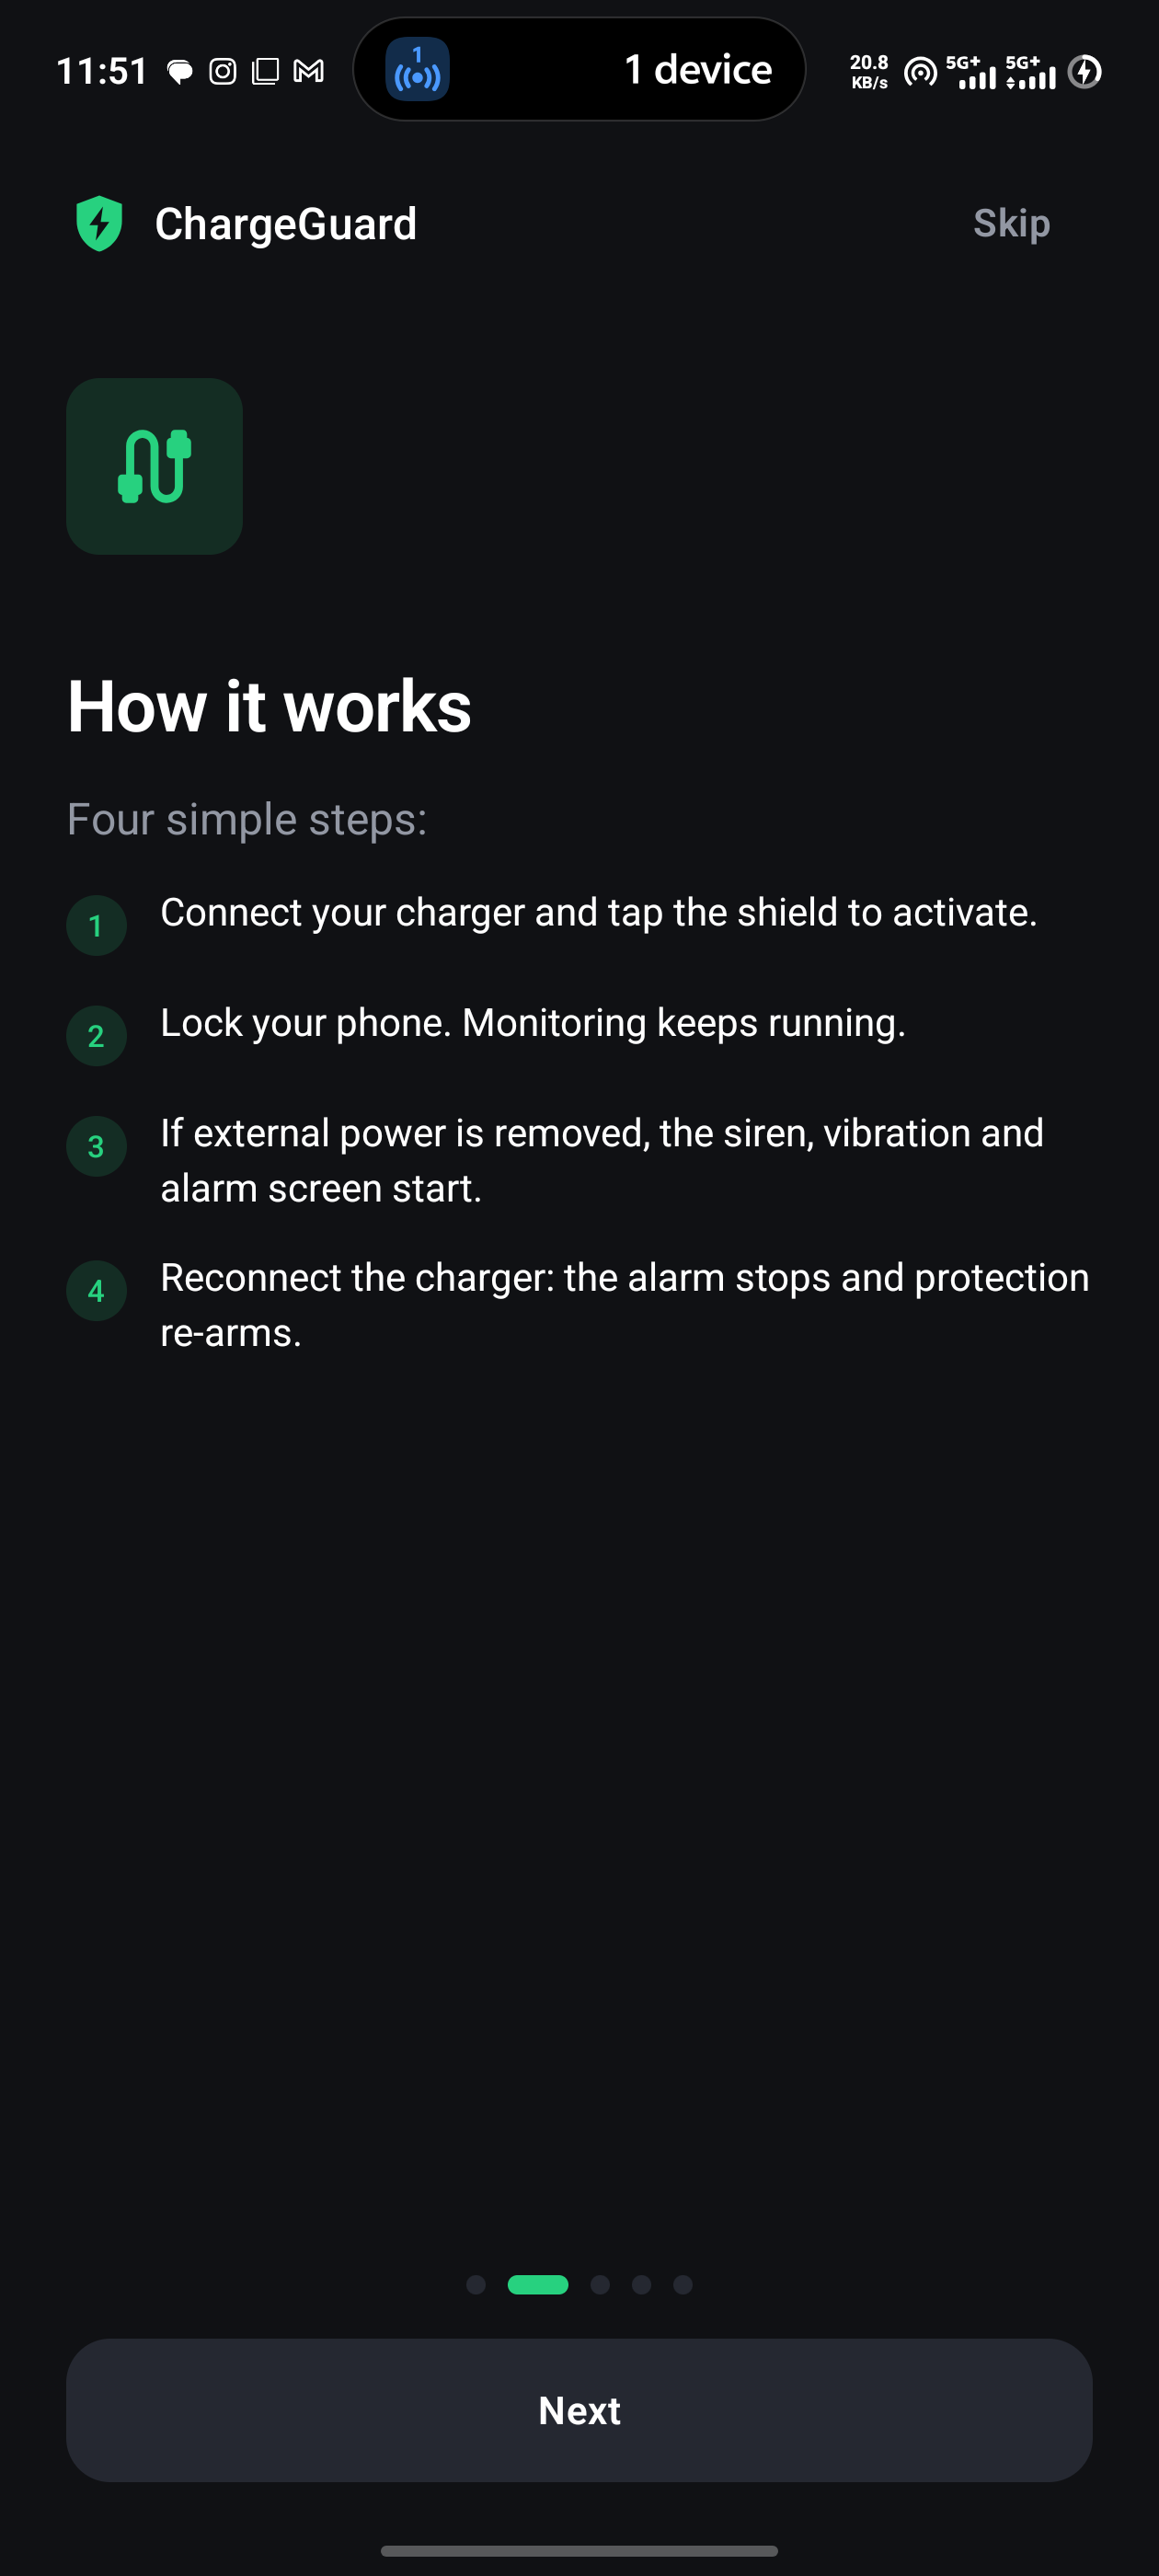 11:51
1
1 device
20.8
KB/s
5G+
5G+
ChargeGuard
Skip
How it works
Four simple steps:
1 Connect your charger and tap the shield to activate.
2 Lock your phone. Monitoring keeps running.
3 If external power is removed, the siren, vibration and
alarm screen start.
4 Reconnect the charger: the alarm stops and protection
re-arms.
Next